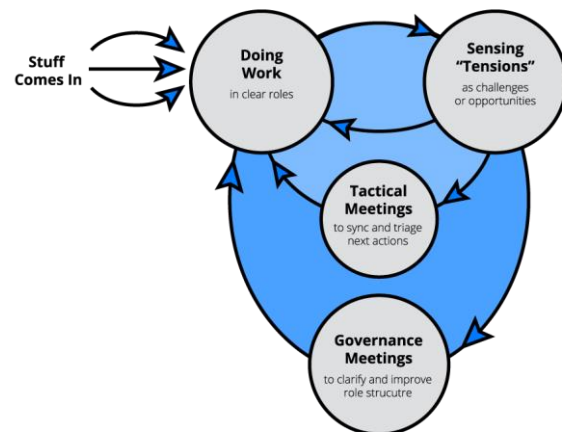 Stuff
Comes In
Doing
Work
in clear roles
Sensing
“Tensions”
as challenges
or opportunities
Tactical
Meetings
to sync and triage
next actions
Governance
Meetings
to clarify and improve
role strucutre